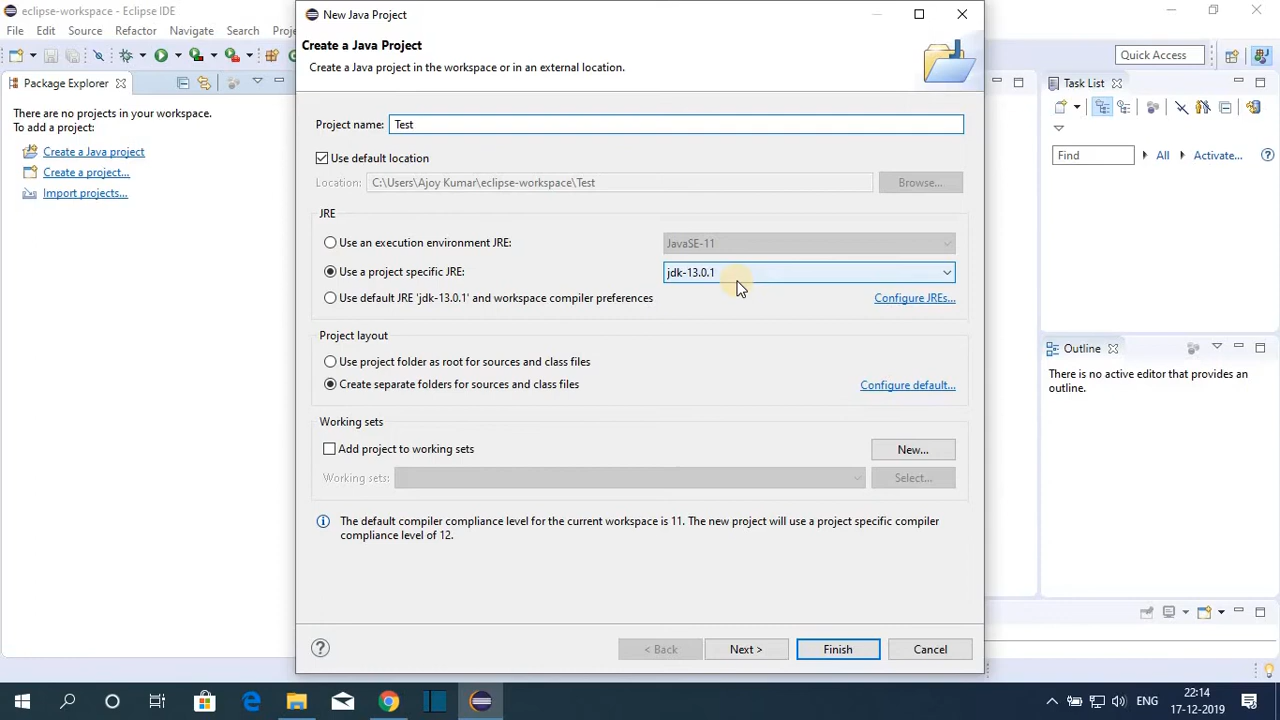 eclipse-workspace - Eclipse IDE
File Edit Source Refactor Navigate Search Proj
Quick Access
Package Explorer
There are no projects in your workspace.
To add a project:
Create a Java project
Create a project...
Import projects...
New Java Project
Create a Java Project
Create a Java project in the workspace or in an external location.
Project name: Test
Use default location
Location: C:\Users\Ajoy Kumar\eclipse-workspace\Test Browse...
JRE
Use an execution environment JRE: JavaSE-11
Use a project specific JRE: jdk-13.0.1
Use default JRE 'jdk-13.0.1' and workspace compiler preferences Configure JREs...
Project layout
Use project folder as root for sources and class files
Create separate folders for sources and class files Configure default...
Working sets
Add project to working sets New...
Working sets: Select...
The default compiler compliance level for the current workspace is 11. The new project will use a project specific compiler
compliance level of 12.
? < Back Next > Finish Cancel
Task List
Find All Activate... ?
Outline
There is no active editor that provides an
outline.
ENG 22:14
17-12-2019